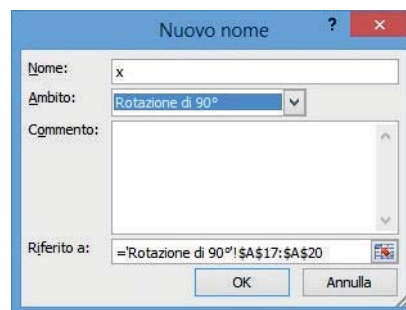 Nuovo nome ? ×
Nome: x
Ambito: Rotazione di 90°
Commento:
Riferito a: ='Rotazione di 90°'!$A$17:$A$20
OK Annulla